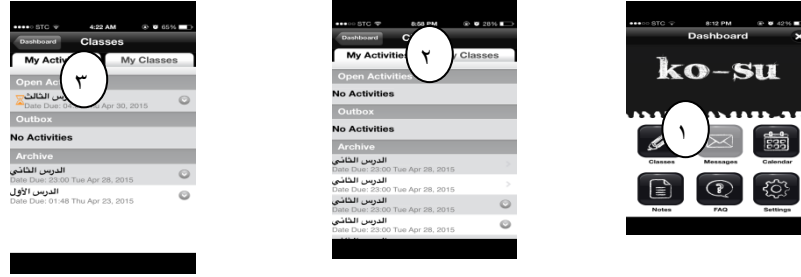 STC 4:22 AM 65%
Dashboard Classes
My Classes
٣
Open
الدرس الثالث
Date Due: Apr 30, 2015
Outbox
No Activities
Archive
الدرس الثاني
Date Due: 23:00 Tue Apr 28, 2015
الدرس الأول
Date Due: 01:48 Thu Apr 23, 2015
STC 8:58 PM 28%
Dashboard
My Activities
٢
Open Activities
No Activities
Outbox
No Activities
Archive
الدرس الثاني
Date Due: 23:00 Tue Apr 28, 2015
الدرس الثاني
Date Due: 23:00 Tue Apr 28, 2015
الدرس الثاني
Date Due: 23:00 Tue Apr 28, 2015
الدرس الثاني
Date Due: 23:00 Tue Apr 28, 2015
STC 8:12 PM 42%
Dashboard
ko-su
١
Classes Messages Calendar
Notes FAQ Settings